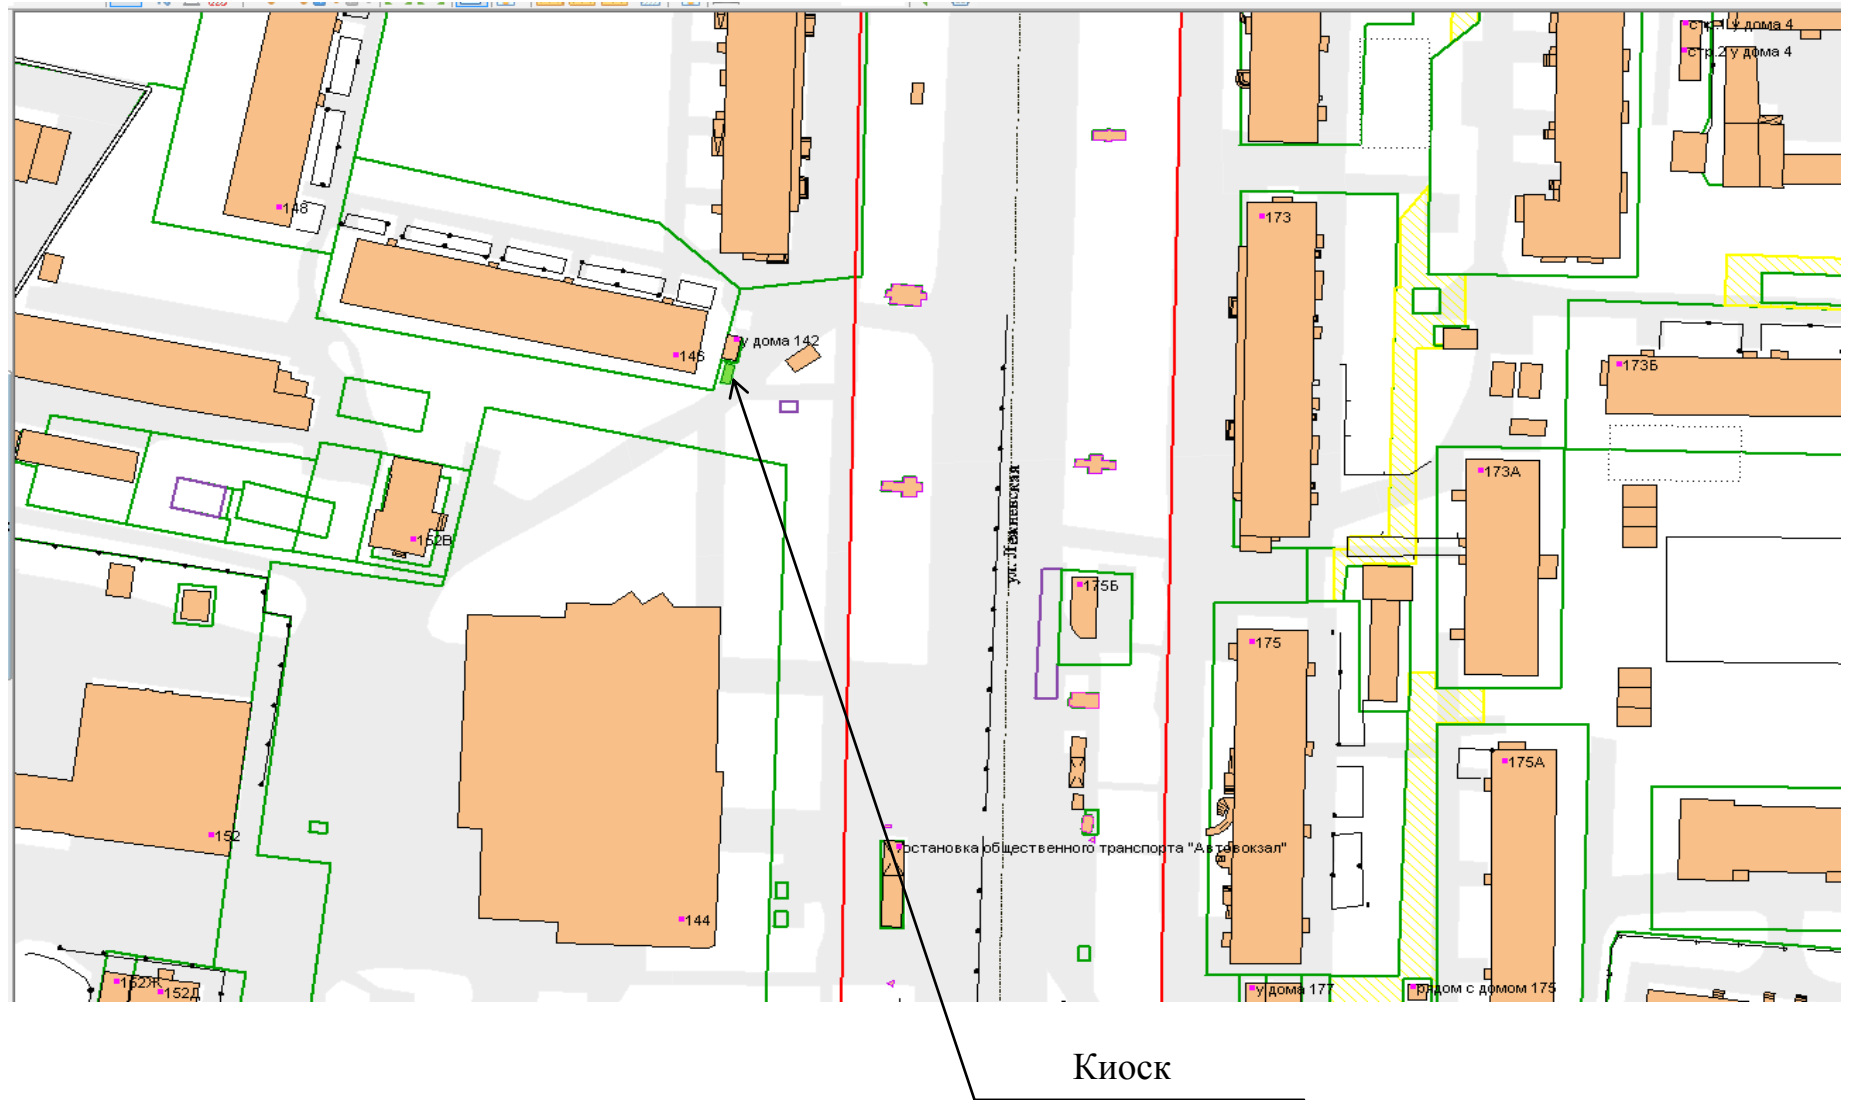 стр.1 у дома 4
стр.2 у дома 4
148
173
у дома 142
146
173Б
173А
152В
ул. Лежневская
175Б
175
175А
152
остановка общественного транспорта "Автовокзал"
144
152Ж
152Д
у дома 177
рядом с домом 175
Киоск